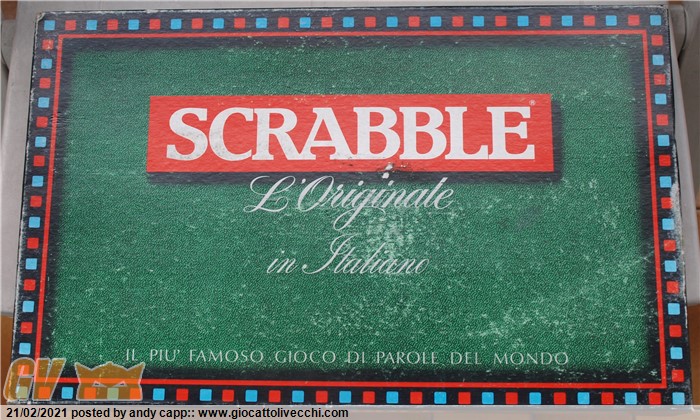 SCRABBLE®
L'Originale
in Italiano
IL PIU' FAMOSO GIOCO DI PAROLE DEL MONDO
GV
21/02/2021 posted by andy capp:: www.giocattolivecchi.com